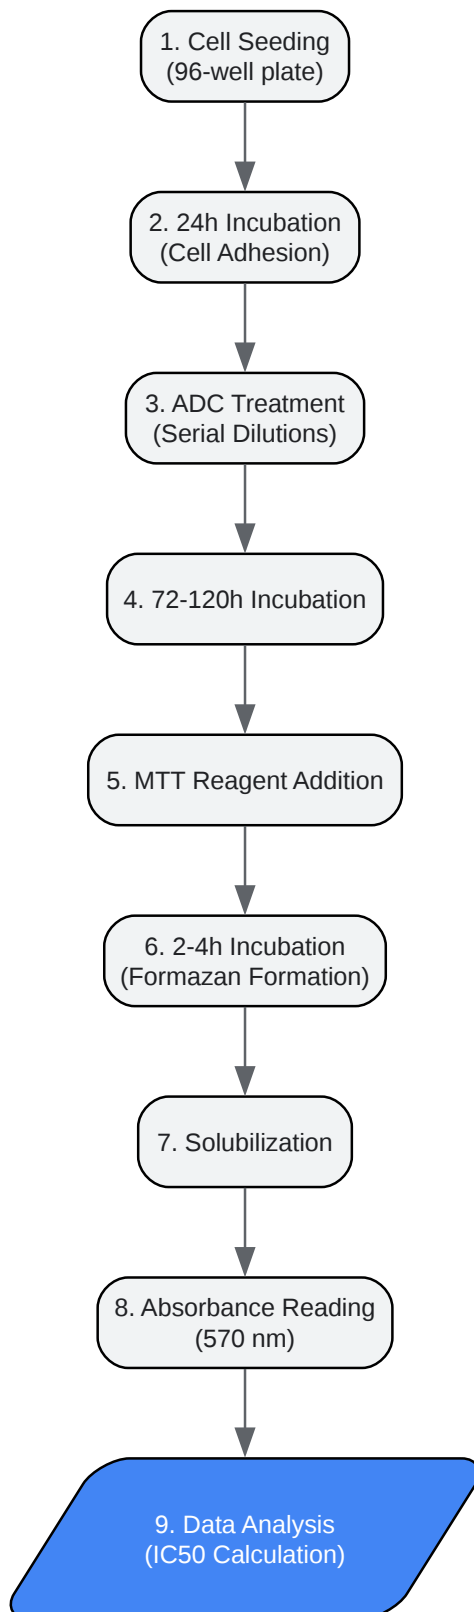 1. Cell Seeding
(96-well plate)
2. 24h Incubation
(Cell Adhesion)
3. ADC Treatment
(Serial Dilutions)
4. 72-120h Incubation
5. MTT Reagent Addition
6. 2-4h Incubation
(Formazan Formation)
7. Solubilization
8. Absorbance Reading
(570 nm)
9. Data Analysis
(IC50 Calculation)